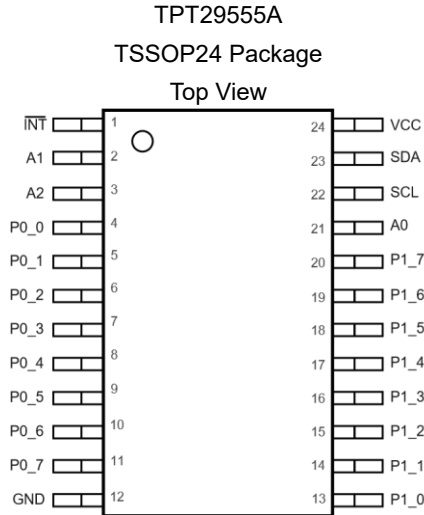 TPT29555A
TSSOP24 Package
Top View
INT 1 24 VCC
A1 2 23 SDA
A2 3 22 SCL
P0_0 4 21 A0
P0_1 5 20 P1_7
P0_2 6 19 P1_6
P0_3 7 18 P1_5
P0_4 8 17 P1_4
P0_5 9 16 P1_3
P0_6 10 15 P1_2
P0_7 11 14 P1_1
GND 12 13 P1_0